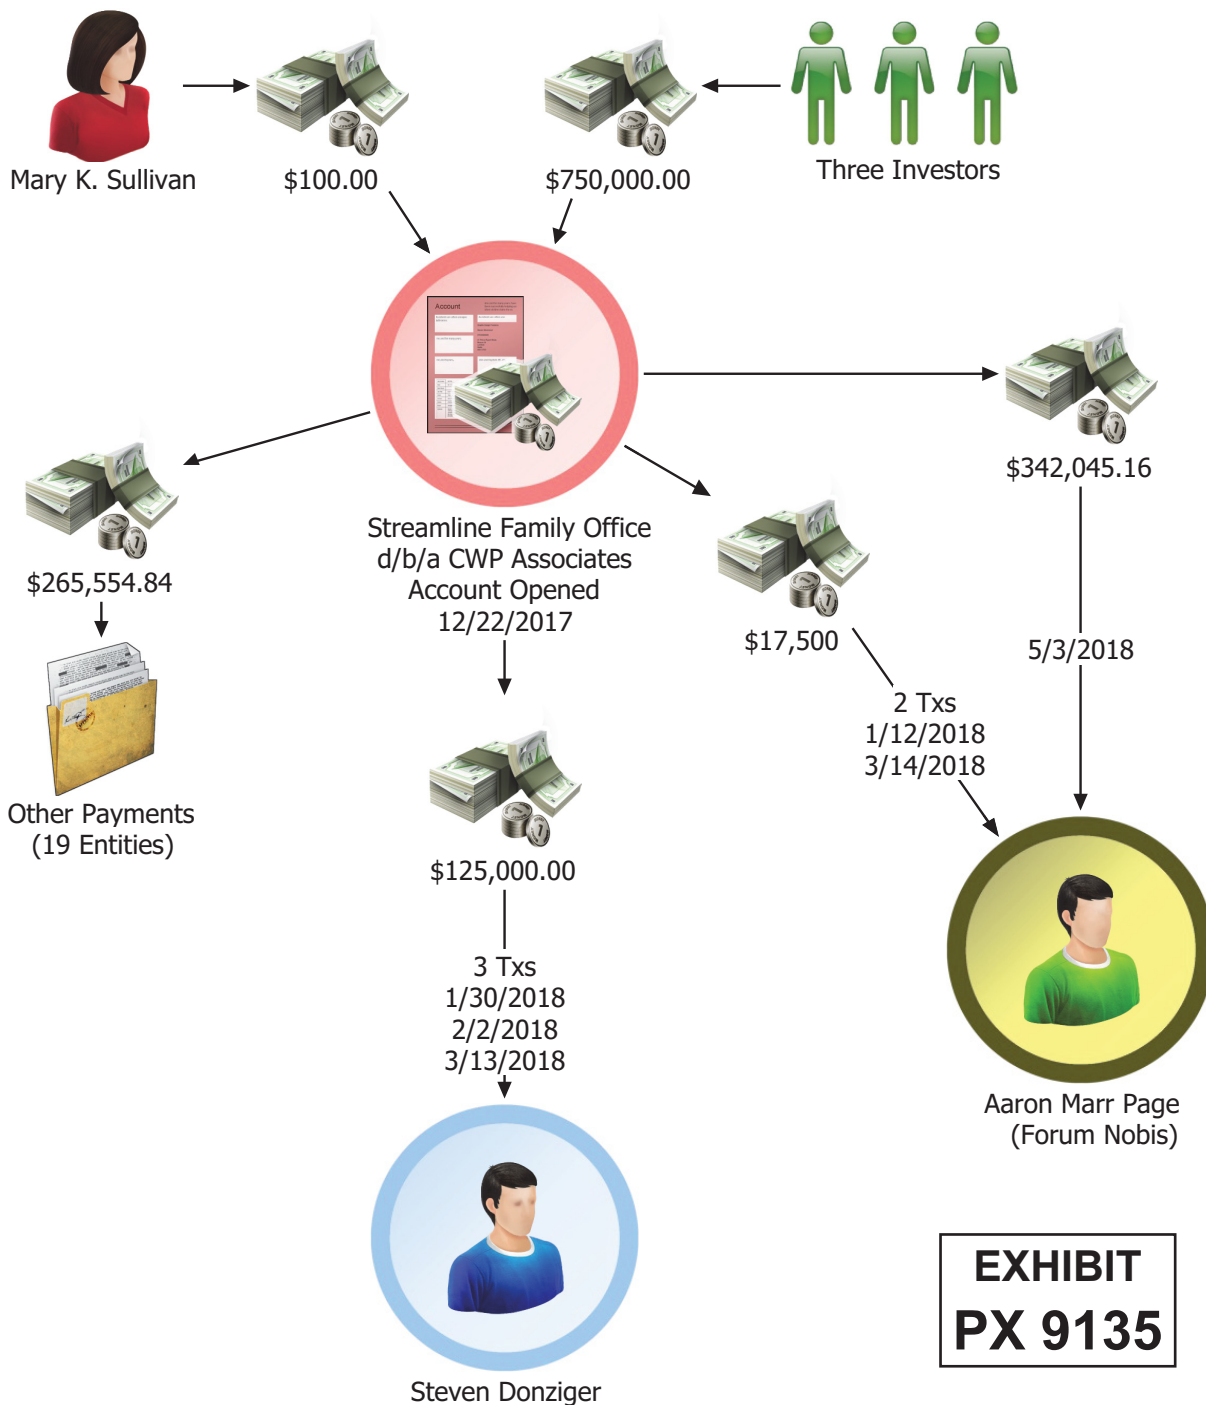 Mary K. Sullivan
$100.00
$750,000.00
Three Investors
Account
$342,045.16
$265,554.84
Streamline Family Office
d/b/a CWP Associates
Account Opened
12/22/2017
$17,500
5/3/2018
2 Txs
1/12/2018
3/14/2018
Other Payments
(19 Entities)
$125,000.00
3 Txs
1/30/2018
2/2/2018
3/13/2018
Aaron Marr Page
(Forum Nobis)
Steven Donziger
EXHIBIT
PX 9135